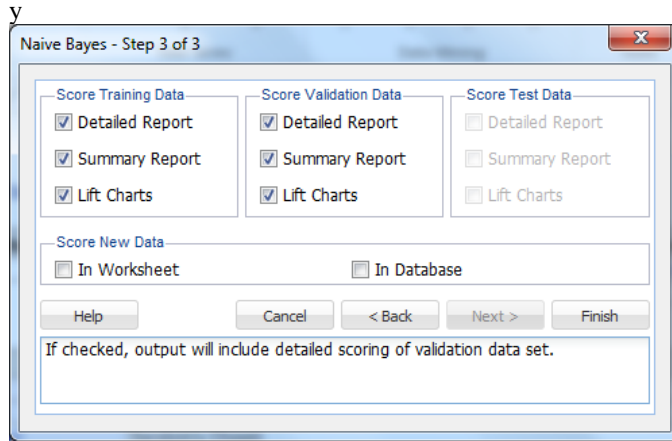 y
Naive Bayes - Step 3 of 3
x
Score Training Data
Detailed Report
Summary Report
Lift Charts
Score Validation Data
Detailed Report
Summary Report
Lift Charts
Score Test Data
Detailed Report
Summary Report
Lift Charts
Score New Data
In Worksheet
In Database
Help
Cancel
< Back
Next >
Finish
If checked, output will include detailed scoring of validation data set.